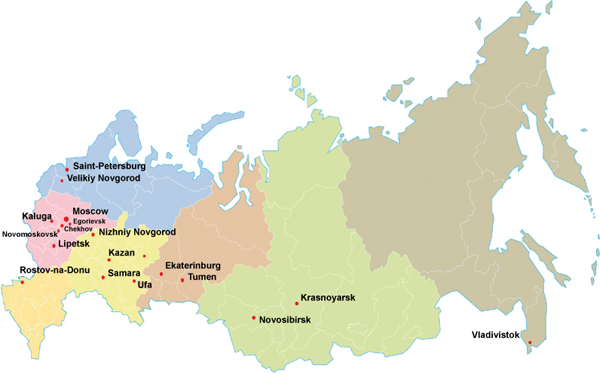 Saint-Petersburg
Velikiy Novgorod
Kaluga
Moscow
Egorievsk
Chekhov
Novomoskovsk
Nizhniy Novgorod
Lipetsk
Kazan
Rostov-na-Donu
Samara
Ufa
Ekaterinburg
Tumen
Krasnoyarsk
Novosibirsk
Vladivistok